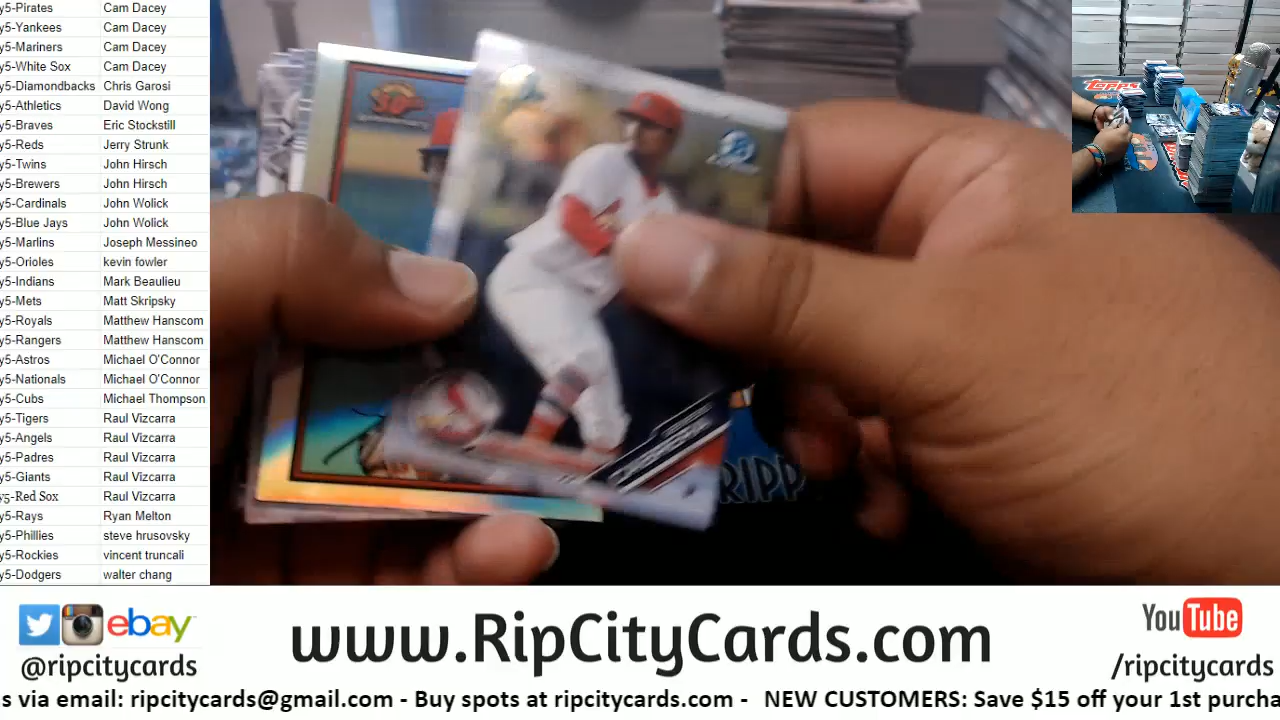 y5-Pirates Cam Dacey
y5-Yankees Cam Dacey
y5-Mariners Cam Dacey
y5-White Sox Cam Dacey
y5-Diamondbacks Chris Garosi
y5-Athletics David Wong
y5-Braves Eric Stockstill
y5-Reds Jerry Strunk
y5-Twins John Hirsch
y5-Brewers John Hirsch
y5-Cardinals John Wolick
y5-Blue Jays John Wolick
y5-Marlins Joseph Messineo
y5-Orioles kevin fowler
y5-Indians Mark Beaulieu
y5-Mets Matt Skripsky
y5-Royals Matthew Hanscom
y5-Rangers Matthew Hanscom
y5-Astros Michael O'Connor
y5-Nationals Michael O'Connor
y5-Cubs Michael Thompson
y5-Tigers Raul Vizcarra
y5-Angels Raul Vizcarra
y5-Padres Raul Vizcarra
y5-Giants Raul Vizcarra
y5-Red Sox Raul Vizcarra
y5-Rays Ryan Melton
y5-Phillies steve hrusovsky
y5-Rockies vincent truncali
y5-Dodgers walter chang
Topps
RIPP
ebay
@ripcitycards
www.RipCityCards.com
YouTube
/ripcitycards
s via email: ripcitycards@gmail.com - Buy spots at ripcitycards.com - NEW CUSTOMERS: Save $15 off your 1st purcha